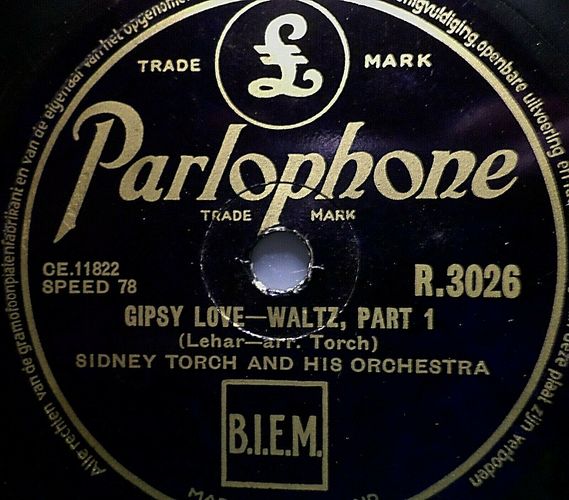 Alle rechten van de gramofoonplatenfabrikant en van de eigenaar van het opgenomen
TRADE £ MARK
Parlophone
TRADE MARK
CE.11822
SPEED 78
R.3026
GIPSY LOVE—WALTZ, PART 1
(Lehar—arr. Torch)
SIDNEY TORCH AND HIS ORCHESTRA
B.I.E.M.
openbare uitvoering
deze plaat zijn verboden